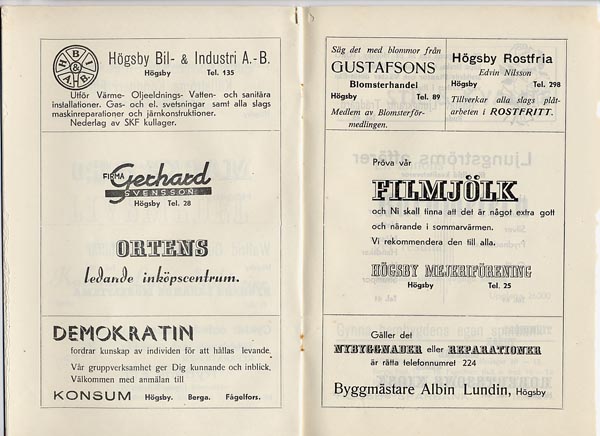 H B I A.B.
Högsby Bil- & Industri A.-B.
Högsby Tel. 135
Utför Värme- Oljeeldnings- Vatten- och sanitära
installationer. Gas- och el. svetsningar samt alla slags
maskinreparationer och järnkonstruktioner.
Nederlag av SKF kullager.
FIRMA Gerhard
SVENSSON
Högsby Tel. 28
ORTENS
ledande inköpscentrum.
DEMOKRATIN
fordrar kunskap av individen för att hållas levande.
Vår gruppverksamhet ger Dig kunnande och inblick.
Välkommen med anmälan till
KONSUM Högsby. Berga. Fågelfors.
Säg det med blommor från
GUSTAFSONS
Blomsterhandel
Högsby Tel. 89
Medlem av Blomsterför-
medlingen.
Högsby Rostfria
Edvin Nilsson
Högsby Tel. 298
Tillverkar alla slags plåt-
arbeten i ROSTFRITT.
Pröva vår
FILMJÖLK
och Ni skall finna att det är något extra gott
och närande i sommarvärmen.
Vi rekommendera den till alla.
HÖGSBY MEJERIFÖRENING
Högsby Tel. 25
Gäller det
NYBYGGNADER eller REPARATIONER
är rätta telefonnumret 224
Byggmästare Albin Lundin, Högsby